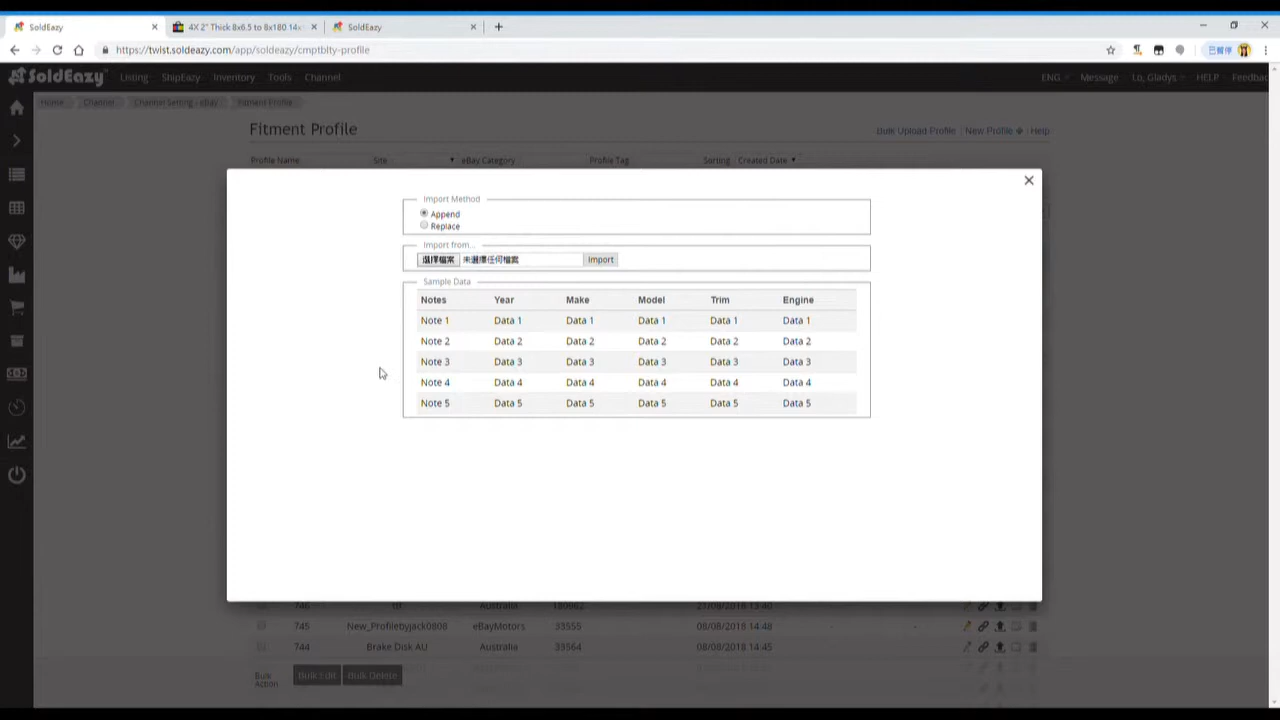 SoldEazy
4X 2" Thick 8x6.5 to 8x180 14x
SoldEazy
https://twist.soldeazy.com/app/soldeazy/cmptblty-profile
已暫停
SoldEazy
Listing ShipEazy Inventory Tools Channel
ENG Message Lo, Gladys HELP Feedbac
Home Channel Channel Setting - eBay Fitment Profile
Fitment Profile
Bulk Upload Profile New Profile Help
Profile Name Site eBay Category Profile Tag Sorting Created Date
Import Method
Append
Replace
Import from...
選擇檔案 未選擇任何檔案 Import
Sample Data
Notes Year Make Model Trim Engine
Note 1 Data 1 Data 1 Data 1 Data 1 Data 1
Note 2 Data 2 Data 2 Data 2 Data 2 Data 2
Note 3 Data 3 Data 3 Data 3 Data 3 Data 3
Note 4 Data 4 Data 4 Data 4 Data 4 Data 4
Note 5 Data 5 Data 5 Data 5 Data 5 Data 5
746 Australia
745 New_Profilebyjack0808 eBayMotors 33555 08/08/2018 14:48 - -
744 Brake Disk AU Australia 33564 08/08/2018 14:45
Bulk Action
Bulk Edit Bulk Delete